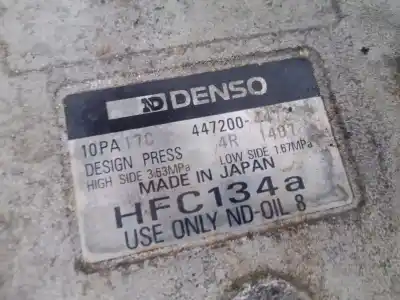 ND DENSO
10PA17C 447200-
DESIGN PRESS 4R
HIGH SIDE 3.53MPa LOW SIDE 1.67MPa
MADE IN JAPAN
HFC134a
USE ONLY ND-OIL 8